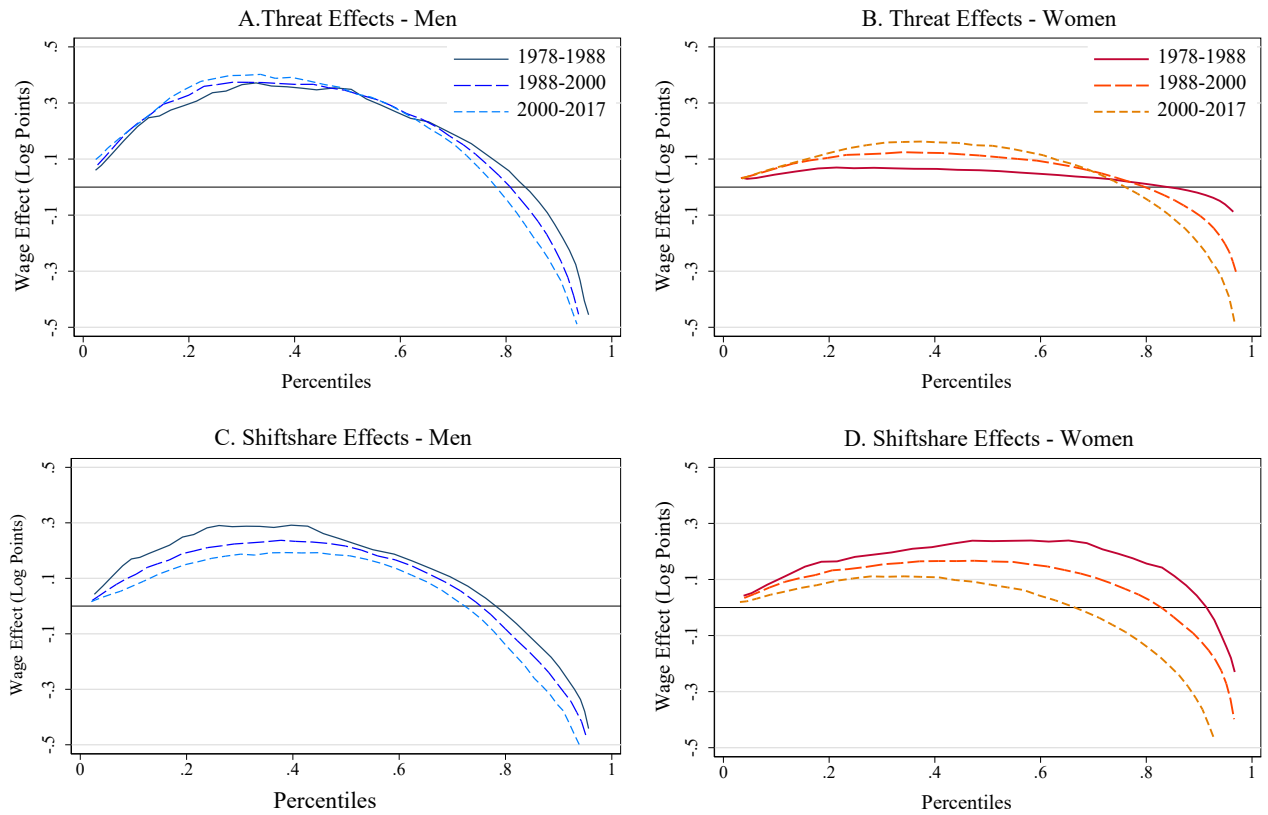 A.Threat Effects - Men
Wage Effect (Log Points)
.5
.3
.1
-.1
-.3
-.5
1978-1988
1988-2000
2000-2017
0 .2 .4 .6 .8 1
Percentiles
B. Threat Effects - Women
Wage Effect (Log Points)
.5
.3
.1
-.1
-.3
-.5
1978-1988
1988-2000
2000-2017
0 .2 .4 .6 .8 1
Percentiles
C. Shiftshare Effects - Men
Wage Effect (Log Points)
.5
.3
.1
-.1
-.3
-.5
0 .2 .4 .6 .8 1
Percentiles
D. Shiftshare Effects - Women
Wage Effect (Log Points)
.5
.3
.1
-.1
-.3
-.5
0 .2 .4 .6 .8 1
Percentiles